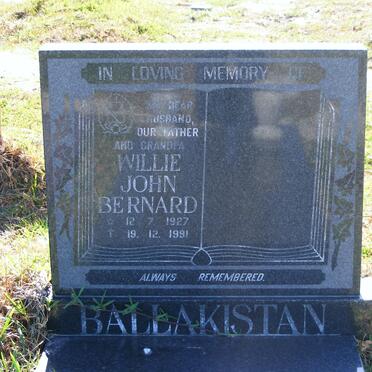 IN LOVING MEMORY OF
MY DEAR
HUSBAND,
OUR FATHER
AND GRANDPA
WILLIE
JOHN
BERNARD
* 12. 7. 1927
† 19. 12. 1991
ALWAYS REMEMBERED.
BALLAKISTAN